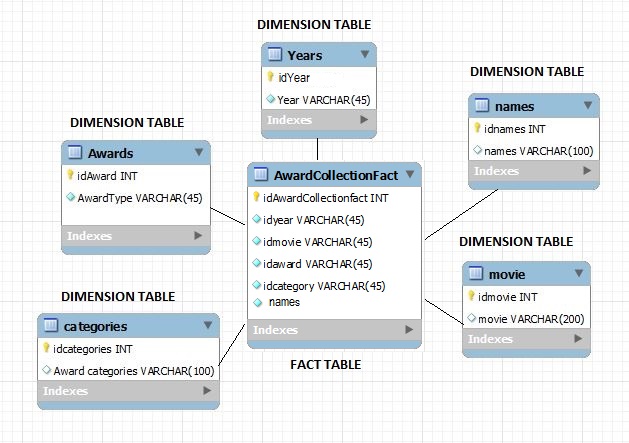 DIMENSION TABLE
Years
idYear
Year VARCHAR(45)
Indexes
DIMENSION TABLE
names
idnames INT
names VARCHAR(100)
Indexes
DIMENSION TABLE
Awards
idAward INT
AwardType VARCHAR(45)
Indexes
AwardCollectionFact
idAwardCollectionfact INT
idyear VARCHAR(45)
idmovie VARCHAR(45)
idaward VARCHAR(45)
idcategory VARCHAR(45)
names
Indexes
FACT TABLE
DIMENSION TABLE
movie
idmovie INT
movie VARCHAR(200)
Indexes
DIMENSION TABLE
categories
idcategories INT
Award categories VARCHAR(100)
Indexes